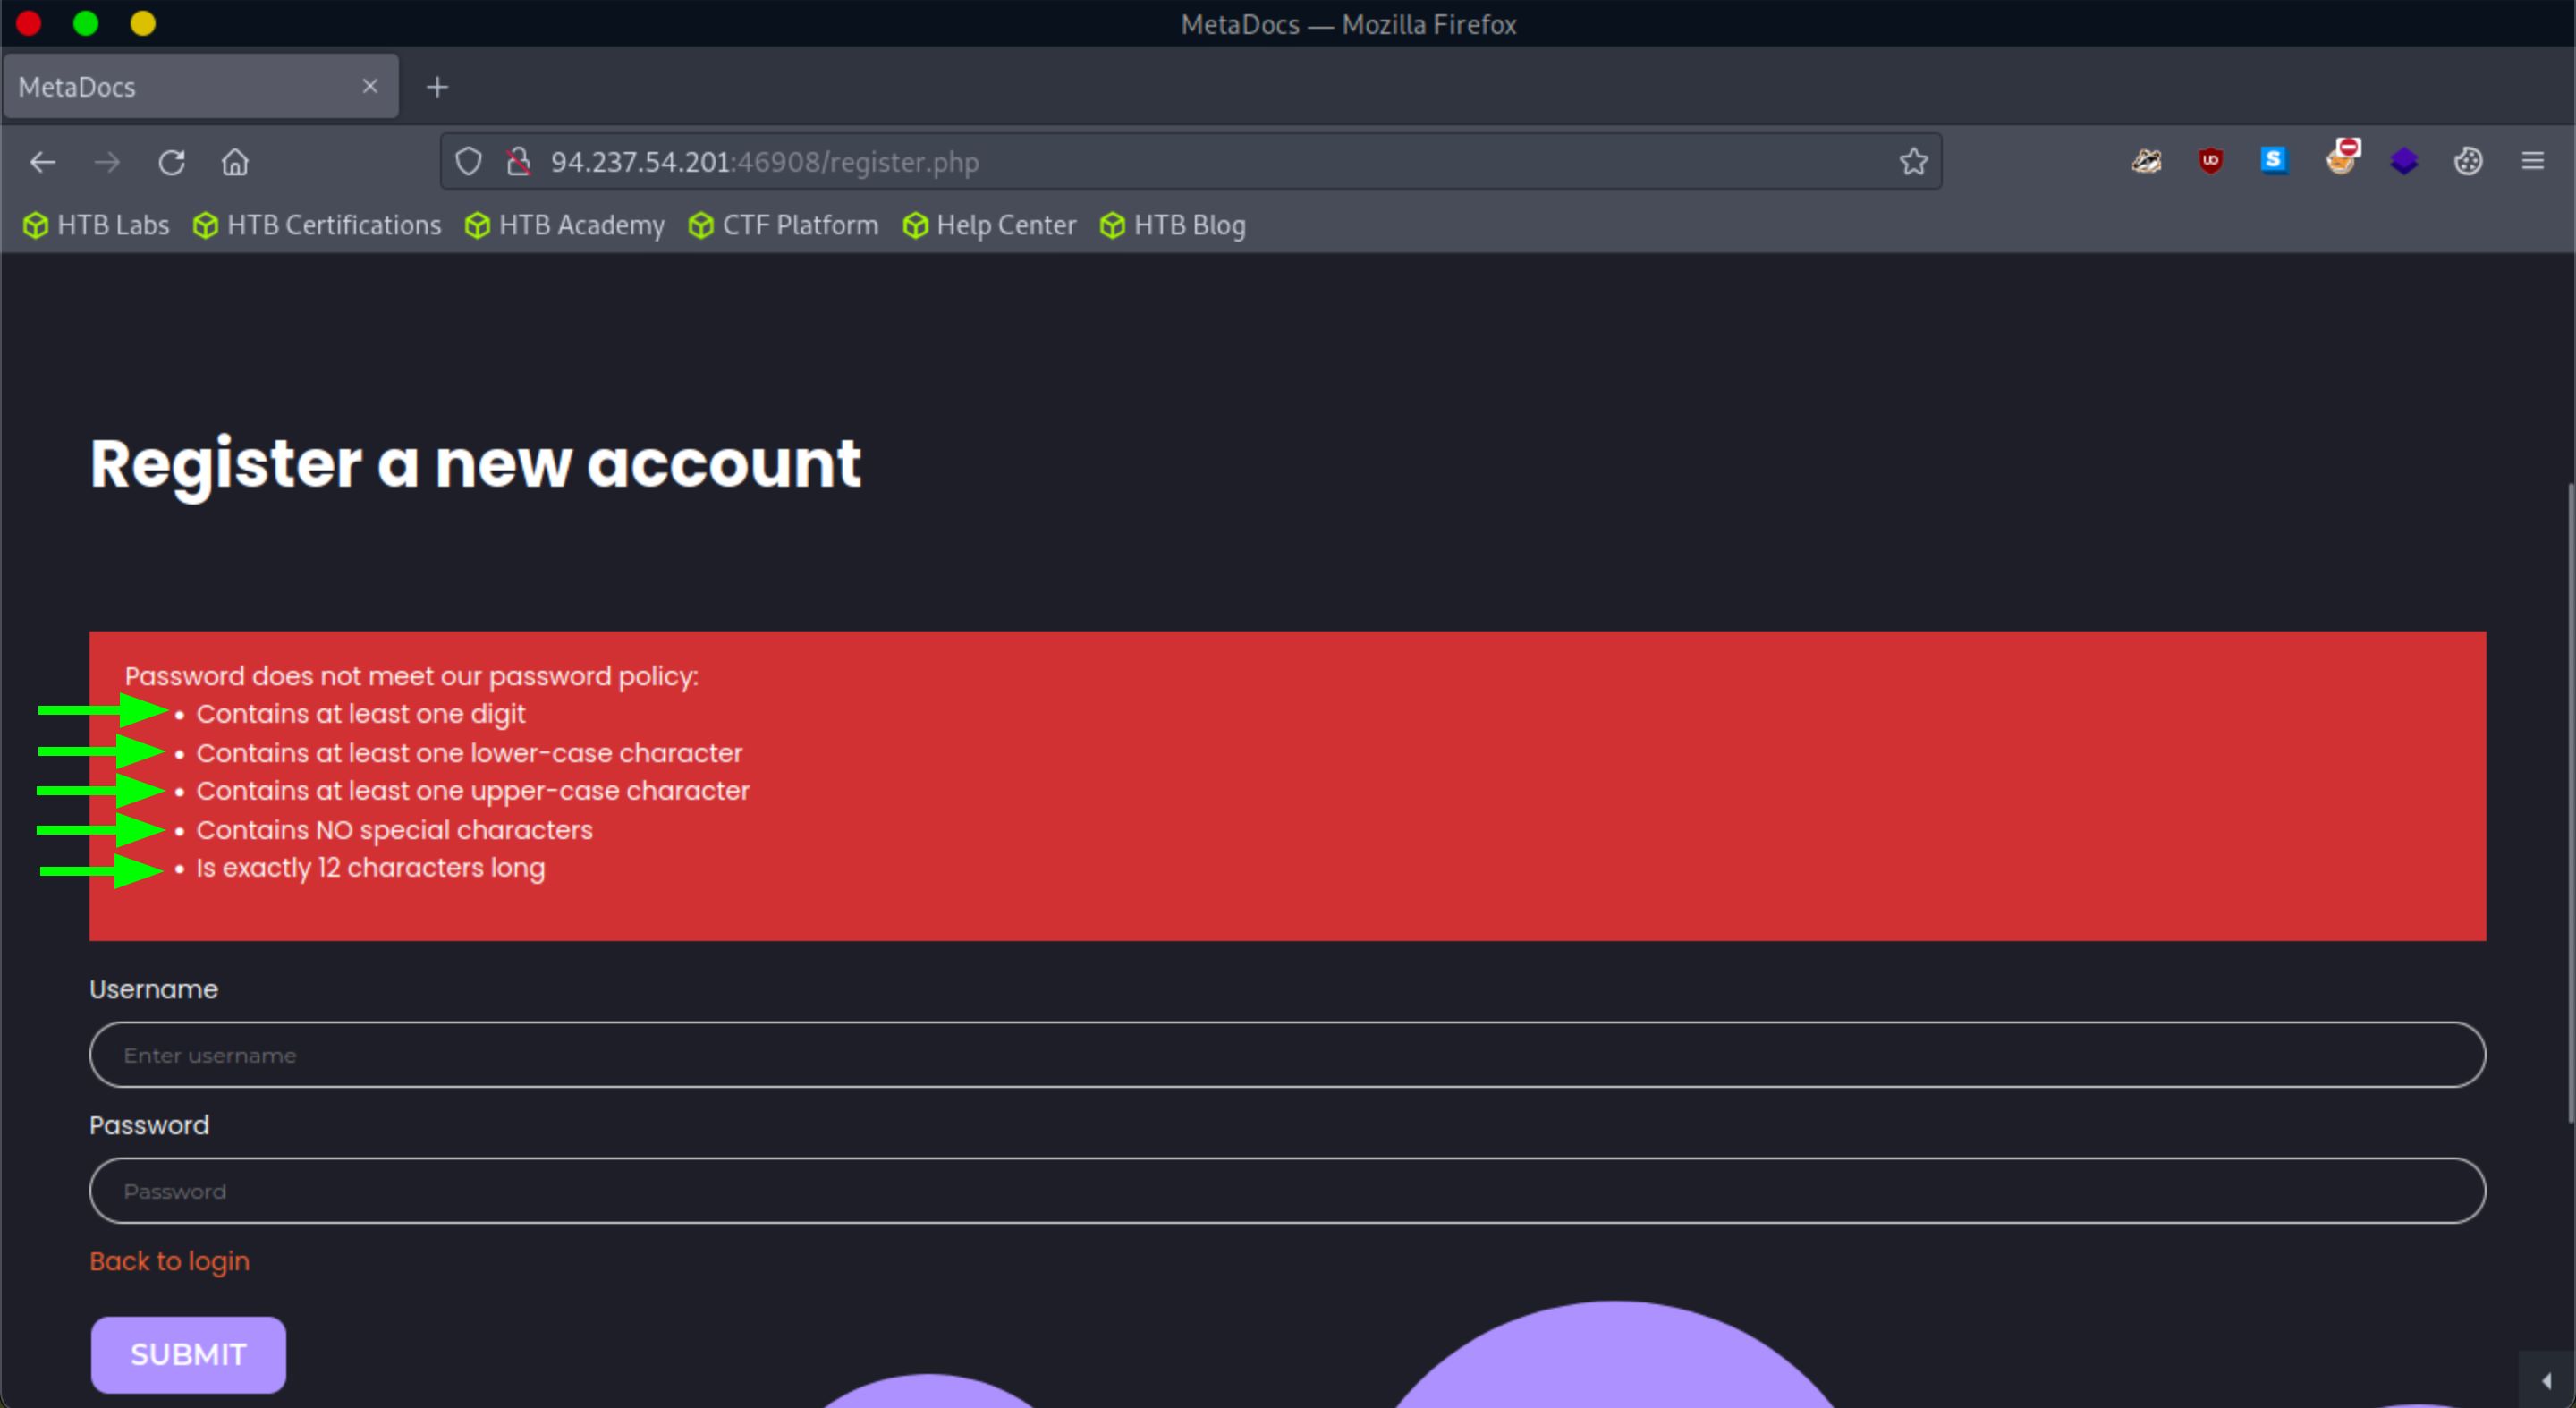 MetaDocs — Mozilla Firefox
MetaDocs
94.237.54.201:46908/register.php
HTB Labs HTB Certifications HTB Academy CTF Platform Help Center HTB Blog
Register a new account
Password does not meet our password policy:
• Contains at least one digit
• Contains at least one lower-case character
• Contains at least one upper-case character
• Contains NO special characters
• Is exactly 12 characters long
Username
Enter username
Password
Password
Back to login
SUBMIT